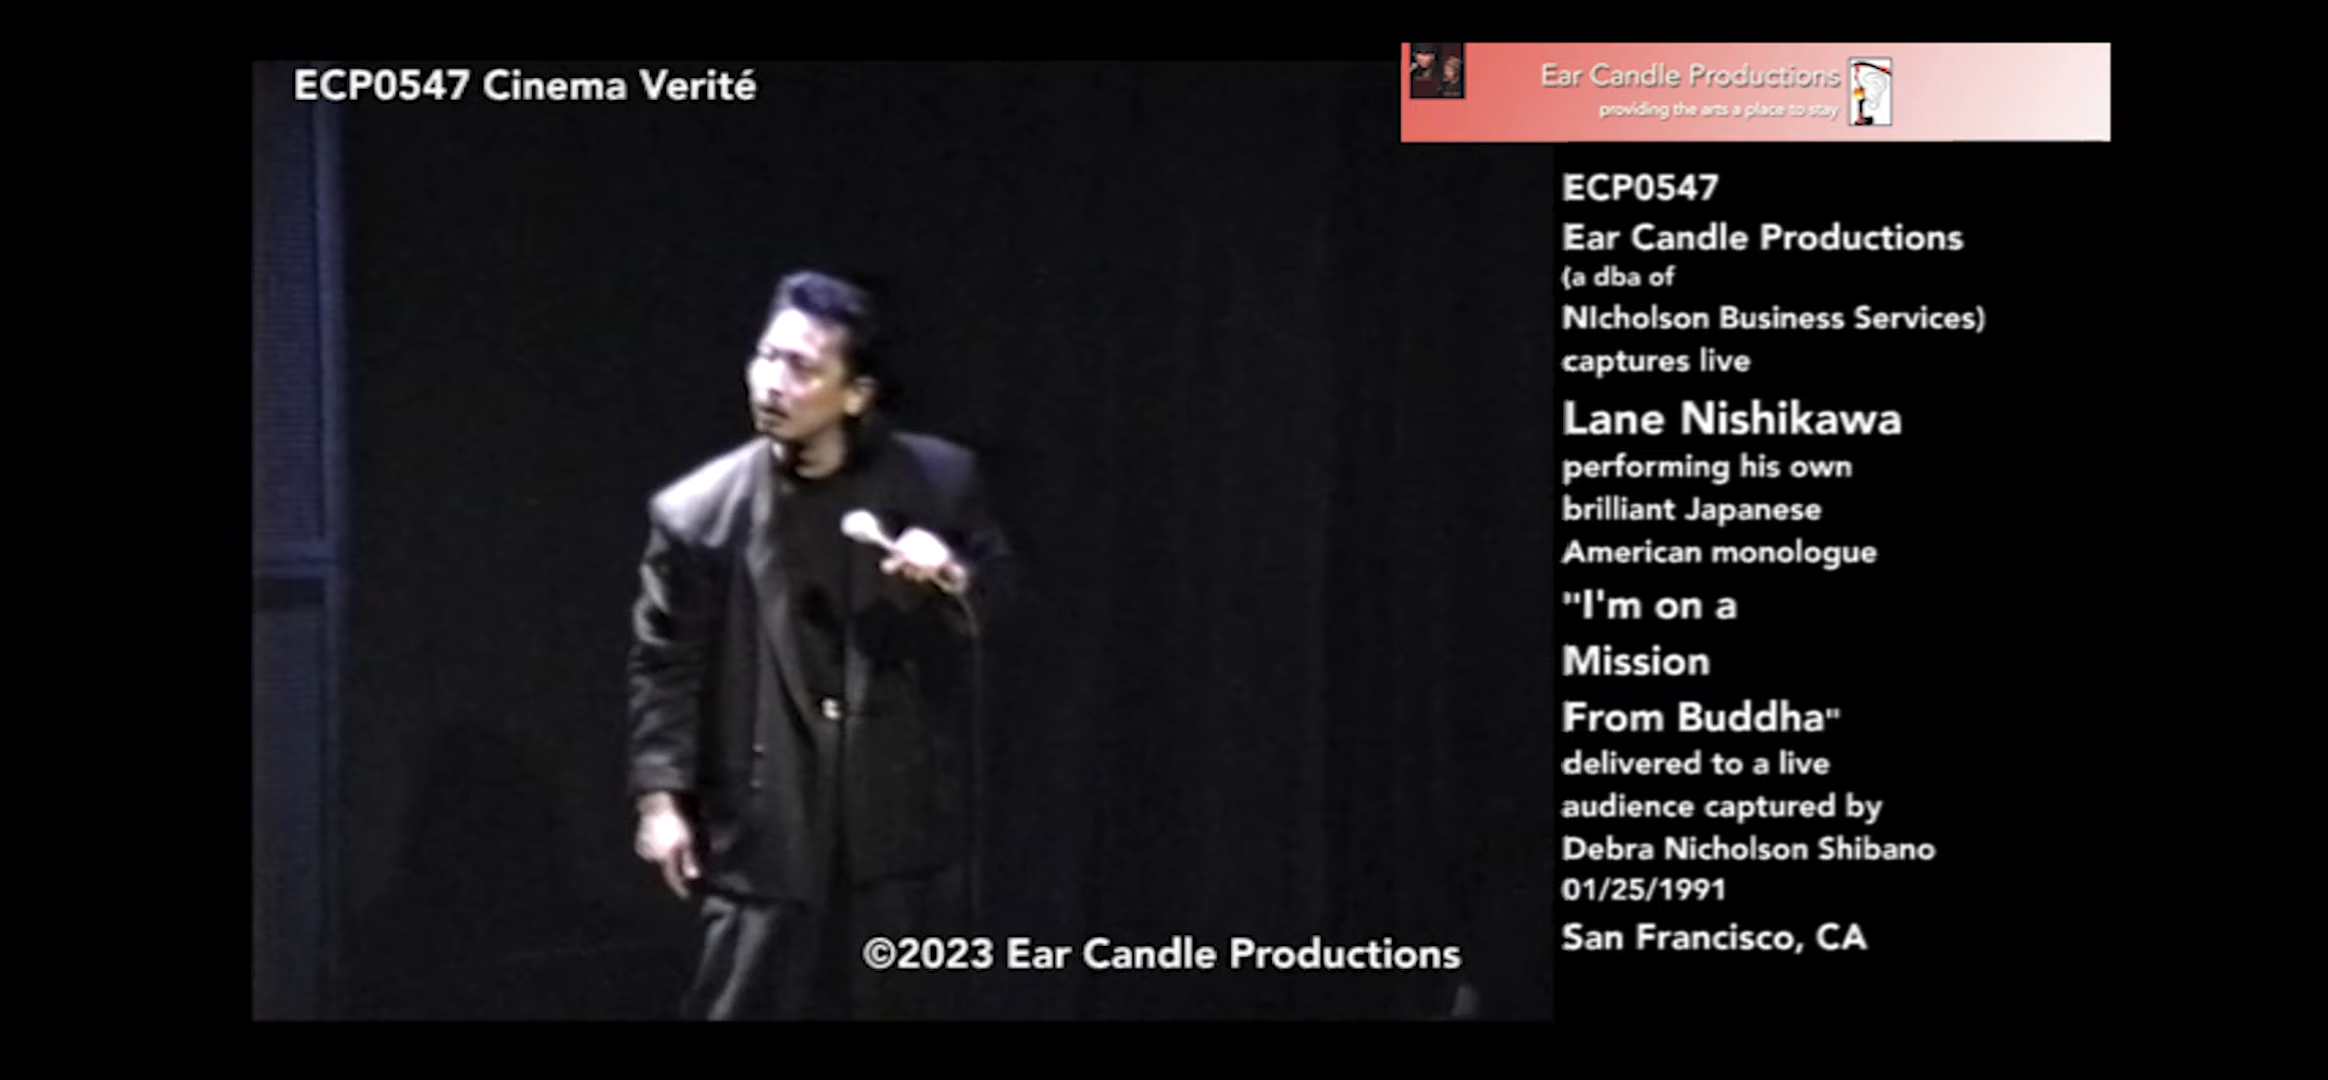 ECP0547 Cinema Verité
Ear Candle Productions
providing the arts a place to stay
ECP0547
Ear Candle Productions
(a dba of
NIcholson Business Services)
captures live
Lane Nishikawa
performing his own
brilliant Japanese
American monologue
"I'm on a
Mission
From Buddha"
delivered to a live
audience captured by
Debra Nicholson Shibano
01/25/1991
San Francisco, CA
©2023 Ear Candle Productions